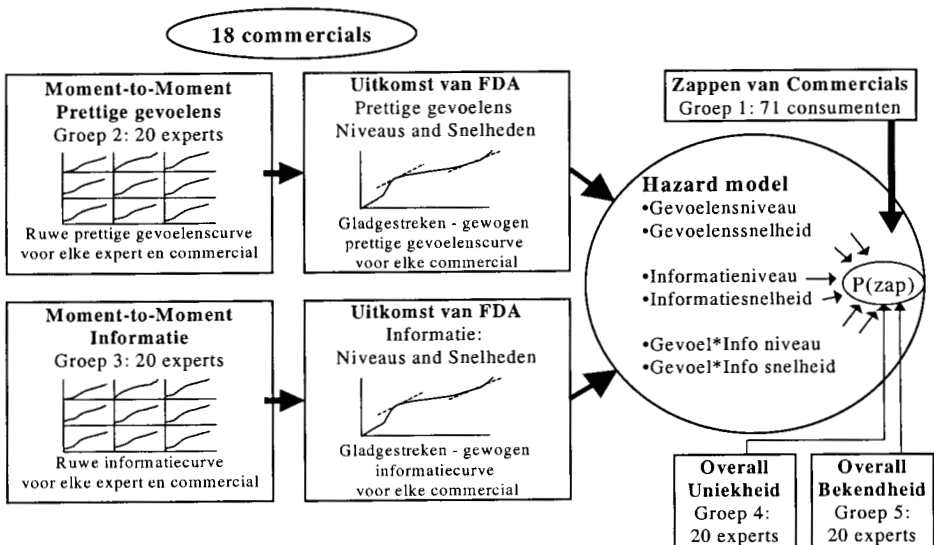 18 commercials
Moment-to-Moment
Prettige gevoelens
Groep 2: 20 experts
Ruwe prettige gevoelenscurve
voor elke expert en commercial
Uitkomst van FDA
Prettige gevoelens
Niveaus and Snelheden
Gladgestreken - gewogen
prettige gevoelenscurve
voor elke commercial
Zappen van Commercials
Groep 1: 71 consumenten
Moment-to-Moment
Informatie
Groep 3: 20 experts
Ruwe informatiecurve
voor elke expert en commercial
Uitkomst van FDA
Informatie:
Niveaus and Snelheden
Gladgestreken - gewogen
informatiecurve
voor elke commercial
Hazard model
•Gevoelensniveau
•Gevoelenssnelheid
•Informatieniveau
•Informatiesnelheid
•Gevoel*Info niveau
•Gevoel*Info snelheid
P(zap)
Overall
Uniekheid
Groep 4:
20 experts
Overall
Bekendheid
Groep 5:
20 experts